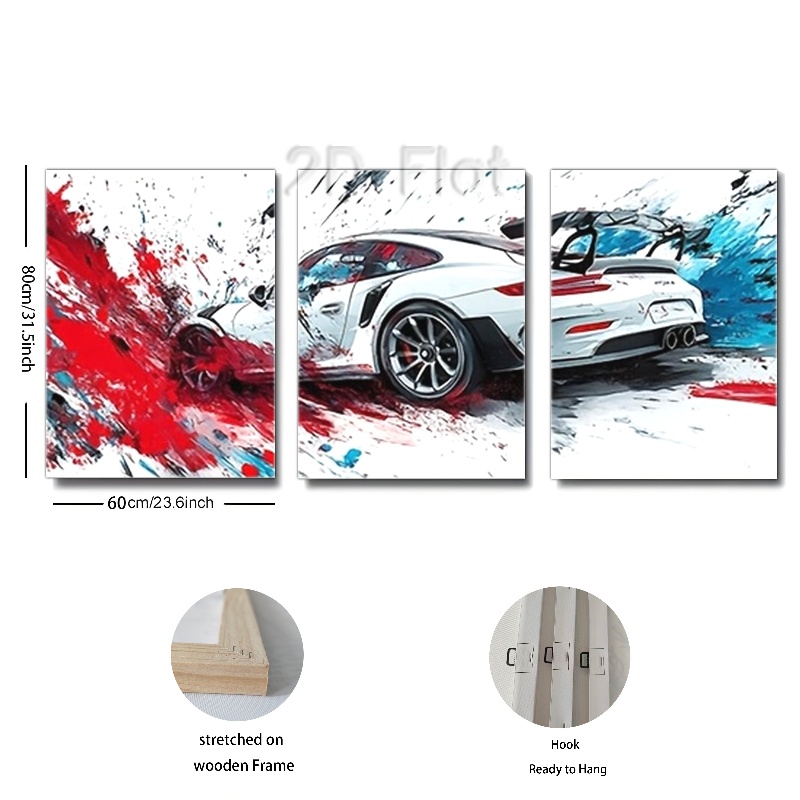 2D Flat
80cm/31.5inch
60cm/23.6inch
stretched on
wooden Frame
Hook
Ready to Hang